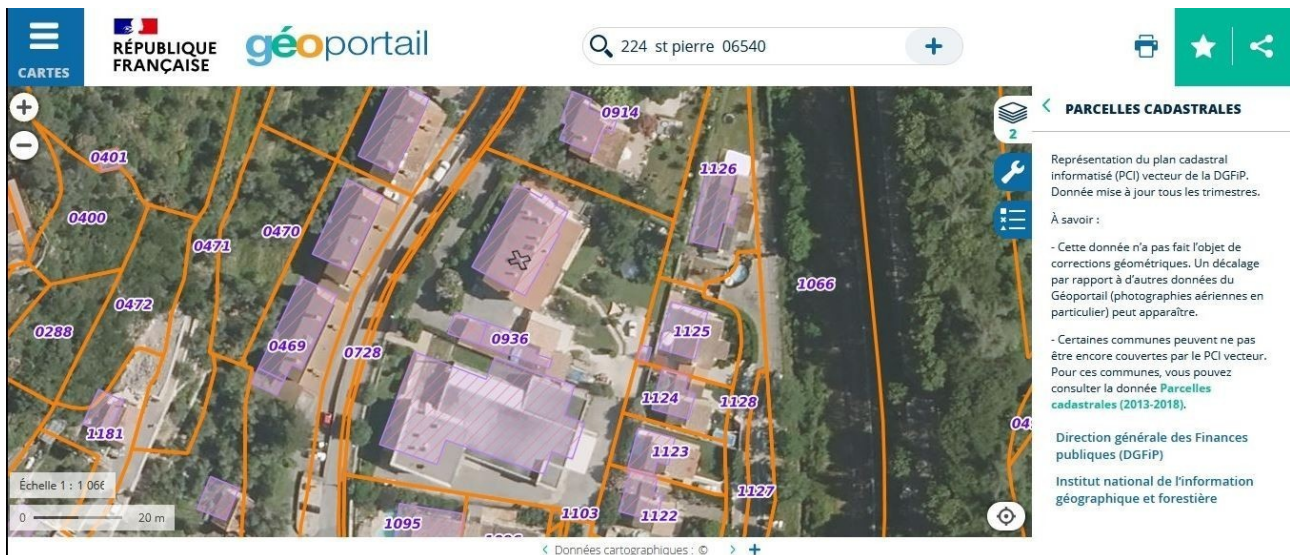 CARTES
RÉPUBLIQUE
FRANÇAISE
géoportail
224 st pierre 06540
+
+
−
0401
0400
0471
0470
0472
0288
0469
0728
1181
0914
1126
1066
0936
1125
1124
1128
1123
1127
1122
1103
1095
2
Échelle 1 : 1 066
0
20 m
< Données cartographiques : © > +
PARCELLES CADASTRALES
Représentation du plan cadastral
informatisé (PCI) vecteur de la DGFiP.
Donnée mise à jour tous les trimestres.
À savoir :
- Cette donnée n'a pas fait l'objet de
corrections géométriques. Un décalage
par rapport à d'autres données du
Géoportail (photographies aériennes en
particulier) peut apparaître.
- Certaines communes peuvent ne pas
être encore couvertes par le PCI vecteur.
Pour ces communes, vous pouvez
consulter la donnée Parcelles
cadastrales (2013-2018).
Direction générale des Finances
publiques (DGFiP)
Institut national de l'information
géographique et forestière